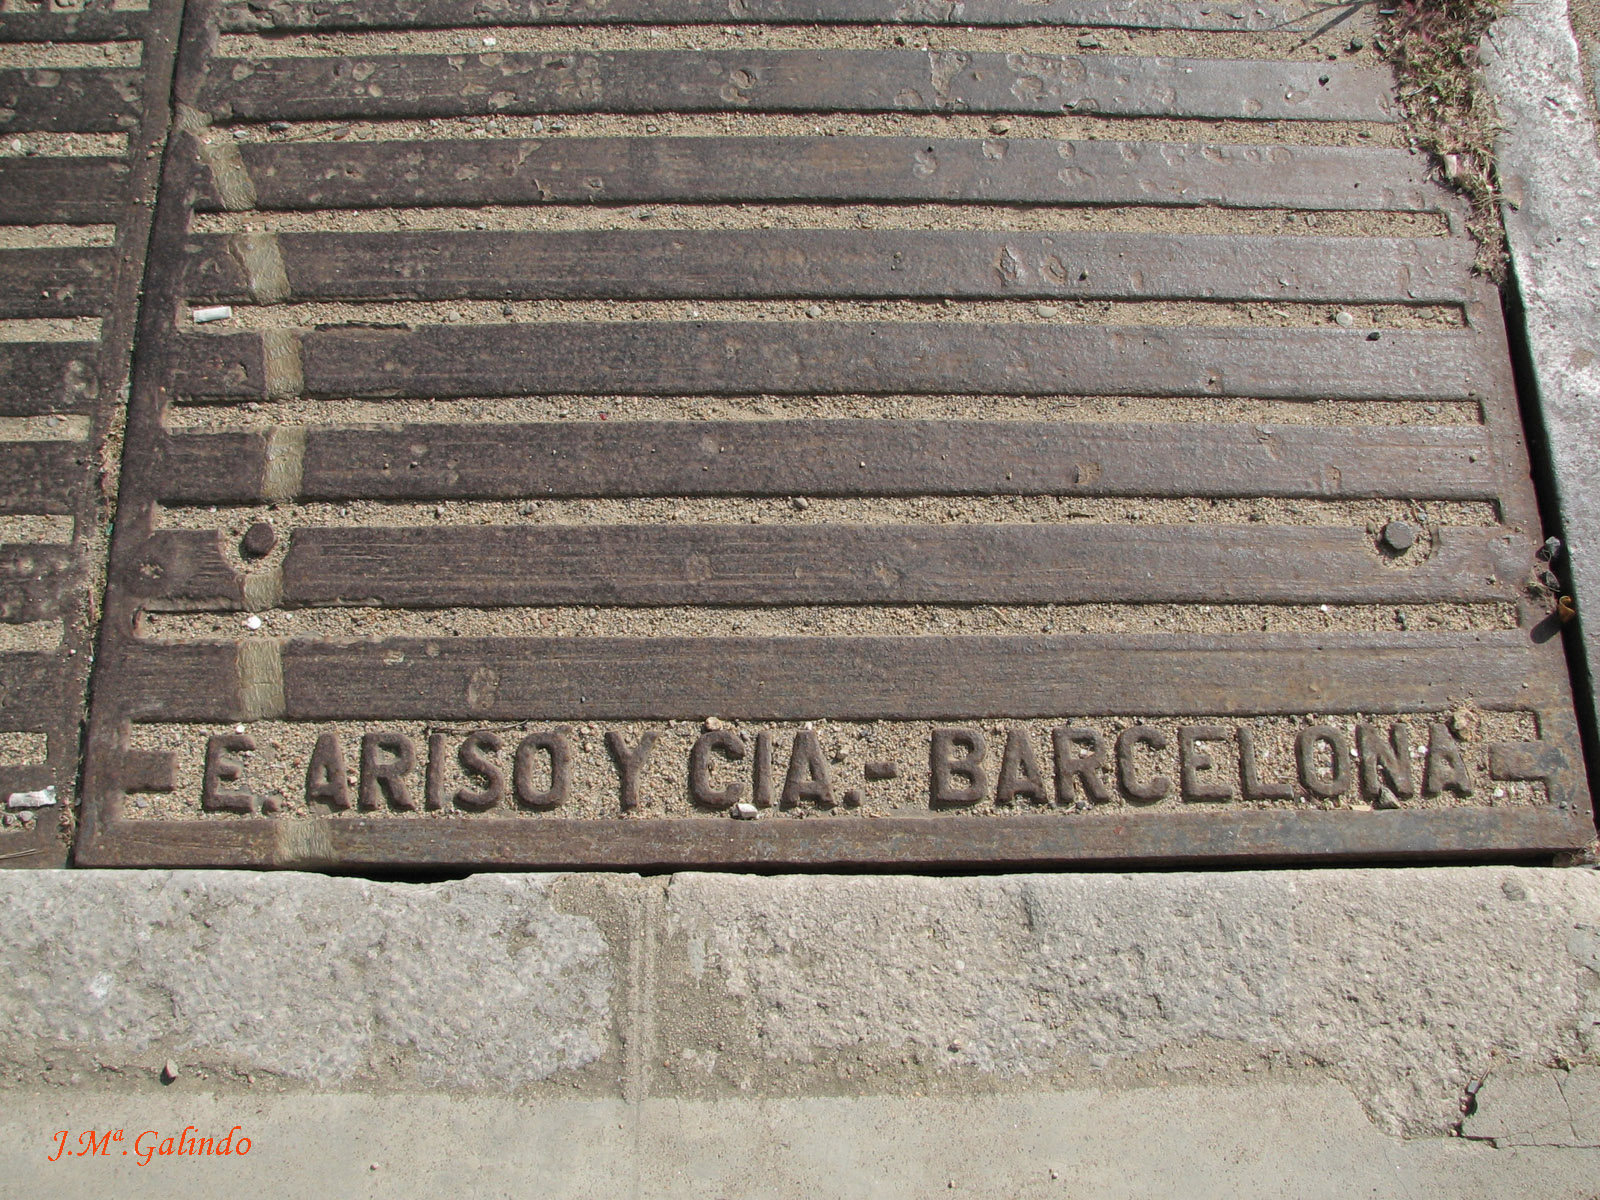 E. ARISO Y CIA.- BARCELONA
J.Mª.Galindo